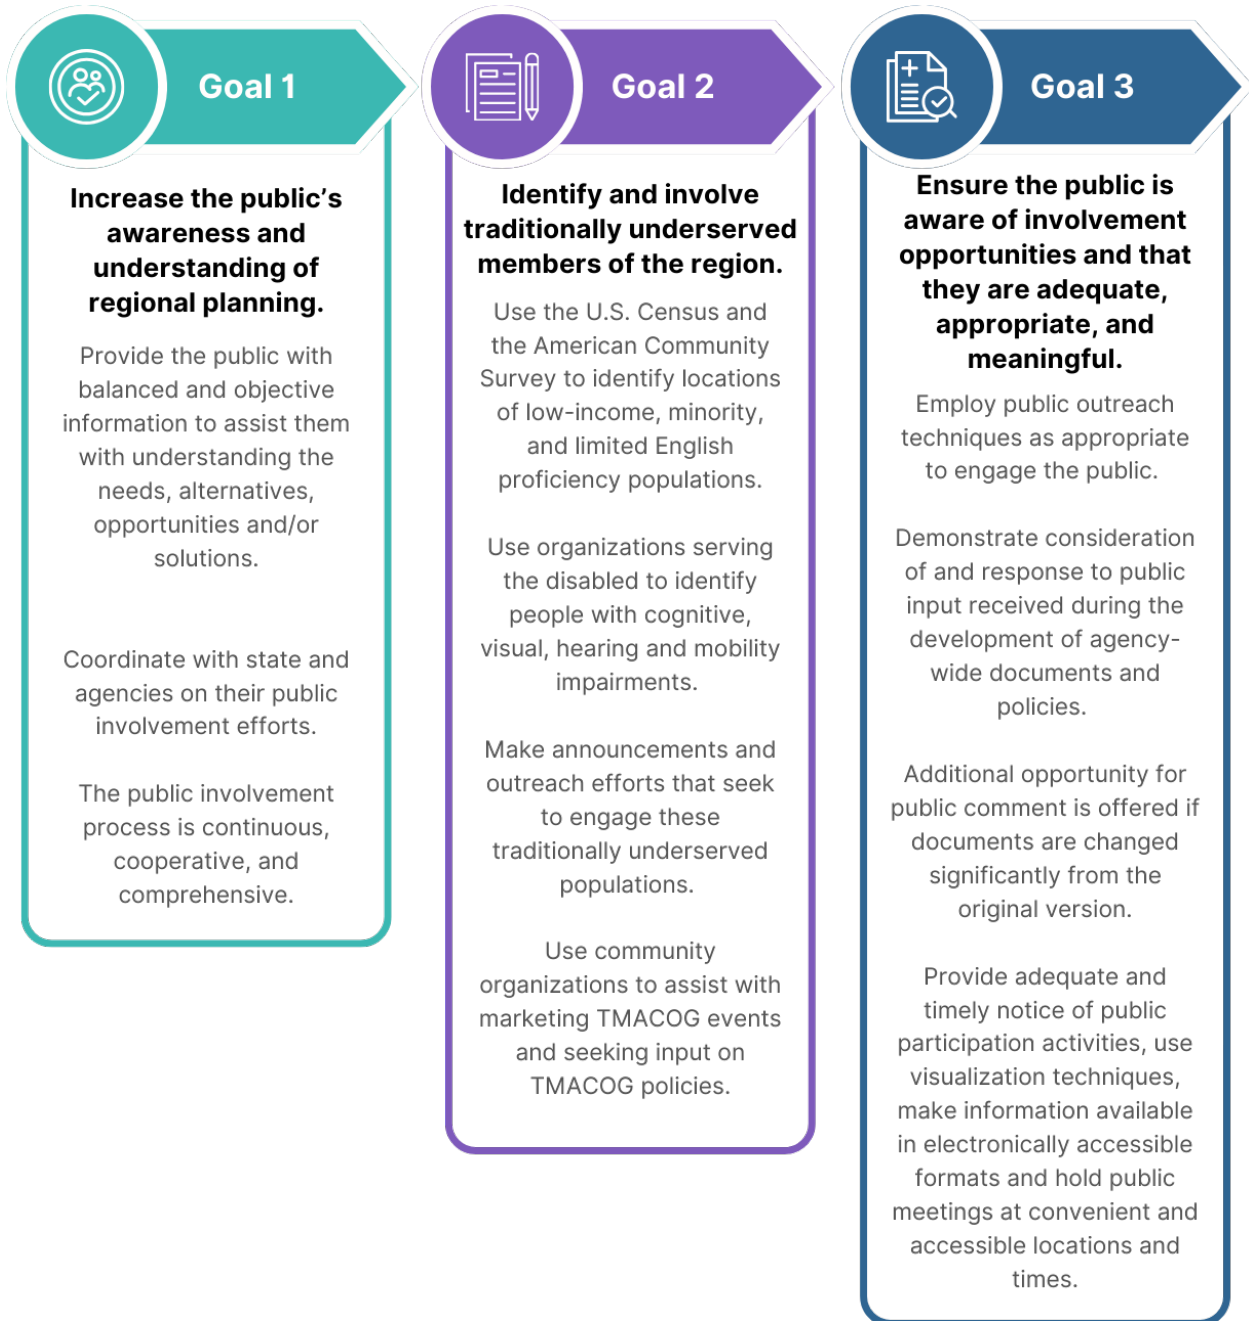 Goal 1
Increase the public’s
awareness and
understanding of
regional planning.
Provide the public with
balanced and objective
information to assist them
with understanding the
needs, alternatives,
opportunities and/or
solutions.
Coordinate with state and
agencies on their public
involvement efforts.
The public involvement
process is continuous,
cooperative, and
comprehensive.
Goal 2
Identify and involve
traditionally underserved
members of the region.
Use the U.S. Census and
the American Community
Survey to identify locations
of low-income, minority,
and limited English
proficiency populations.
Use organizations serving
the disabled to identify
people with cognitive,
visual, hearing and mobility
impairments.
Make announcements and
outreach efforts that seek
to engage these
traditionally underserved
populations.
Use community
organizations to assist with
marketing TMACOG events
and seeking input on
TMACOG policies.
Goal 3
Ensure the public is
aware of involvement
opportunities and that
they are adequate,
appropriate, and
meaningful.
Employ public outreach
techniques as appropriate
to engage the public.
Demonstrate consideration
of and response to public
input received during the
development of agency-
wide documents and
policies.
Additional opportunity for
public comment is offered if
documents are changed
significantly from the
original version.
Provide adequate and
timely notice of public
participation activities, use
visualization techniques,
make information available
in electronically accessible
formats and hold public
meetings at convenient and
accessible locations and
times.